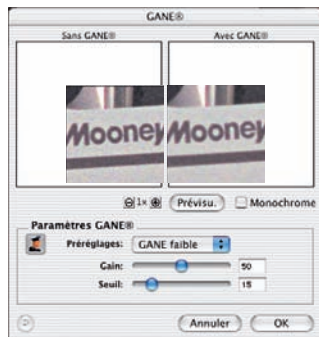 GANE®
Sans GANE® Avec GANE®
Mooney Mooney
1x Prévisu. Monochrome
Paramètres GANE®
Préréglages: GANE faible
Gain: 50
Seuil: 15
Annuler OK